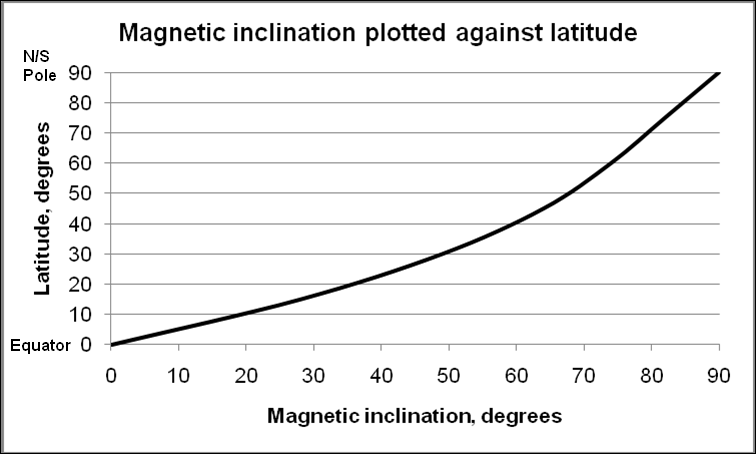 Magnetic inclination plotted against latitude
N/S
Pole
90
80
70
60
50
40
30
20
10
Equator 0
Latitude, degrees
0 10 20 30 40 50 60 70 80 90
Magnetic inclination, degrees